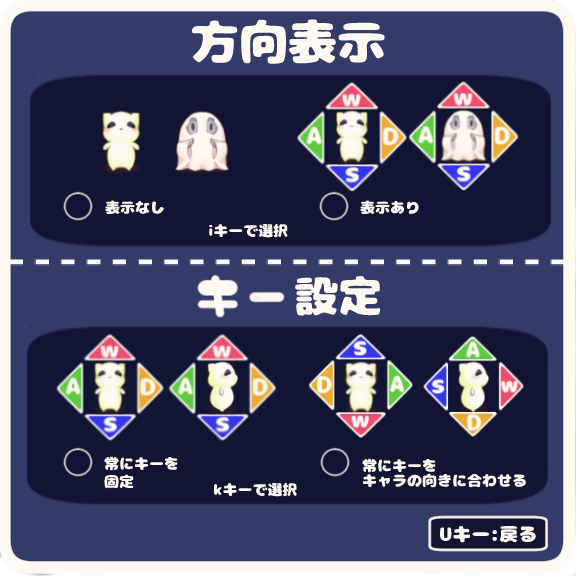 方向表示
W W
A D A D
S S
表示なし 表示あり
iキーで選択
キー設定
W W S A
A D A D D A S W
S S W D
常にキーを
固定
常にキーを
キャラの向きに合わせる
kキーで選択
Uキー:戻る